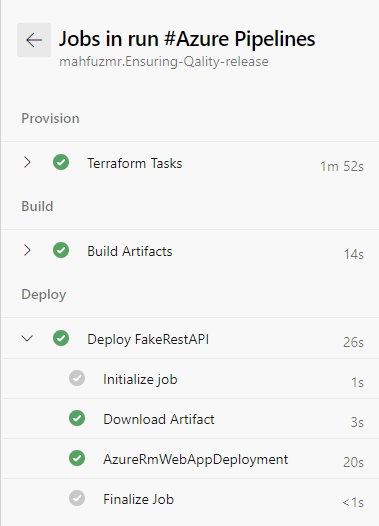 Jobs in run #Azure Pipelines
mahfuzmr.Ensuring-Qality-release
Provision
Terraform Tasks 1m 52s
Build
Build Artifacts 14s
Deploy
Deploy FakeRestAPI 26s
Initialize job 1s
Download Artifact 3s
AzureRmWebAppDeployment 20s
Finalize Job <1s